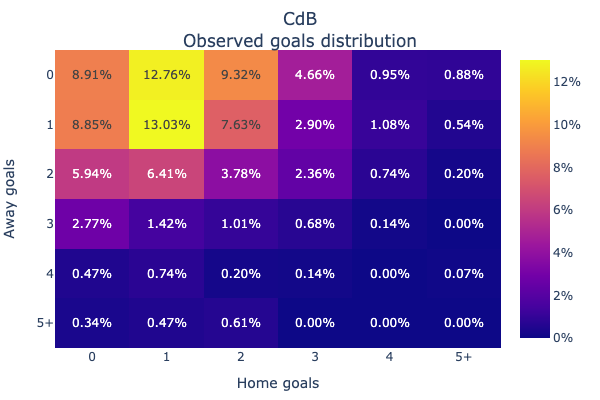 CdB
Observed goals distribution
0 8.91% 12.76% 9.32% 4.66% 0.95% 0.88%
1 8.85% 13.03% 7.63% 2.90% 1.08% 0.54%
2 5.94% 6.41% 3.78% 2.36% 0.74% 0.20%
3 2.77% 1.42% 1.01% 0.68% 0.14% 0.00%
4 0.47% 0.74% 0.20% 0.14% 0.00% 0.07%
5+ 0.34% 0.47% 0.61% 0.00% 0.00% 0.00%
0 1 2 3 4 5+
Home goals
Away goals
12%
10%
8%
6%
4%
2%
0%